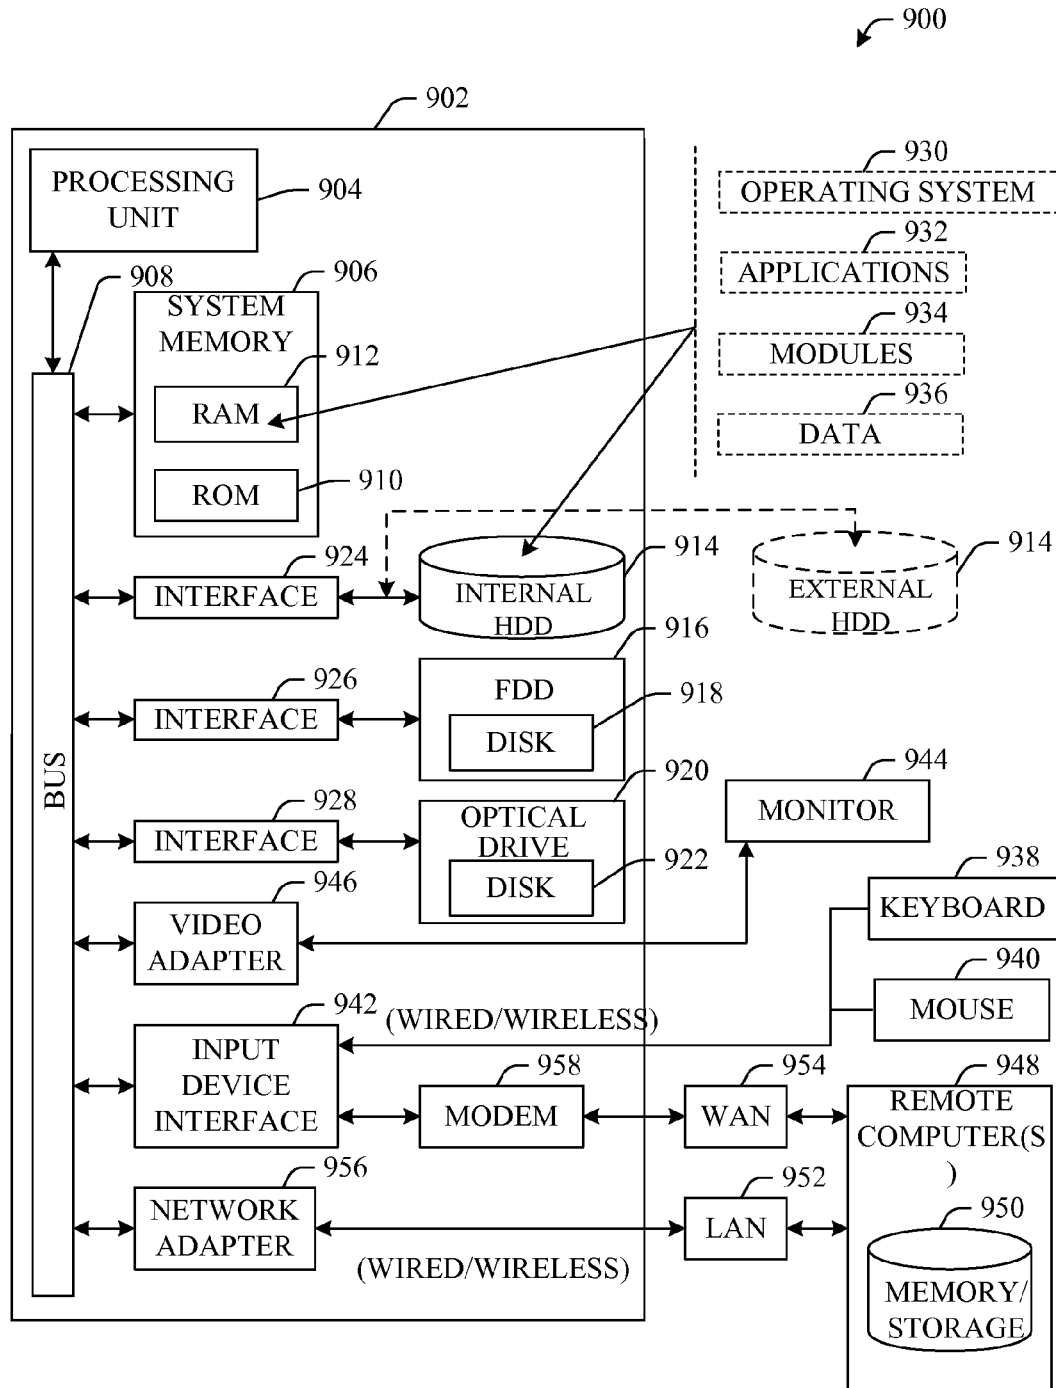 900
902
PROCESSING
UNIT
904
930
OPERATING SYSTEM
932
APPLICATIONS
934
MODULES
936
DATA
908
906
SYSTEM
MEMORY
912
RAM
910
ROM
BUS
924
INTERFACE
914
INTERNAL
HDD
914
EXTERNAL
HDD
926
INTERFACE
916
FDD
918
DISK
928
INTERFACE
920
OPTICAL
DRIVE
922
DISK
944
MONITOR
946
VIDEO
ADAPTER
938
KEYBOARD
940
MOUSE
942
INPUT
DEVICE
INTERFACE
(WIRED/WIRELESS)
958
MODEM
954
WAN
948
REMOTE
COMPUTER(S
)
956
NETWORK
ADAPTER
(WIRED/WIRELESS)
952
LAN
950
MEMORY/
STORAGE